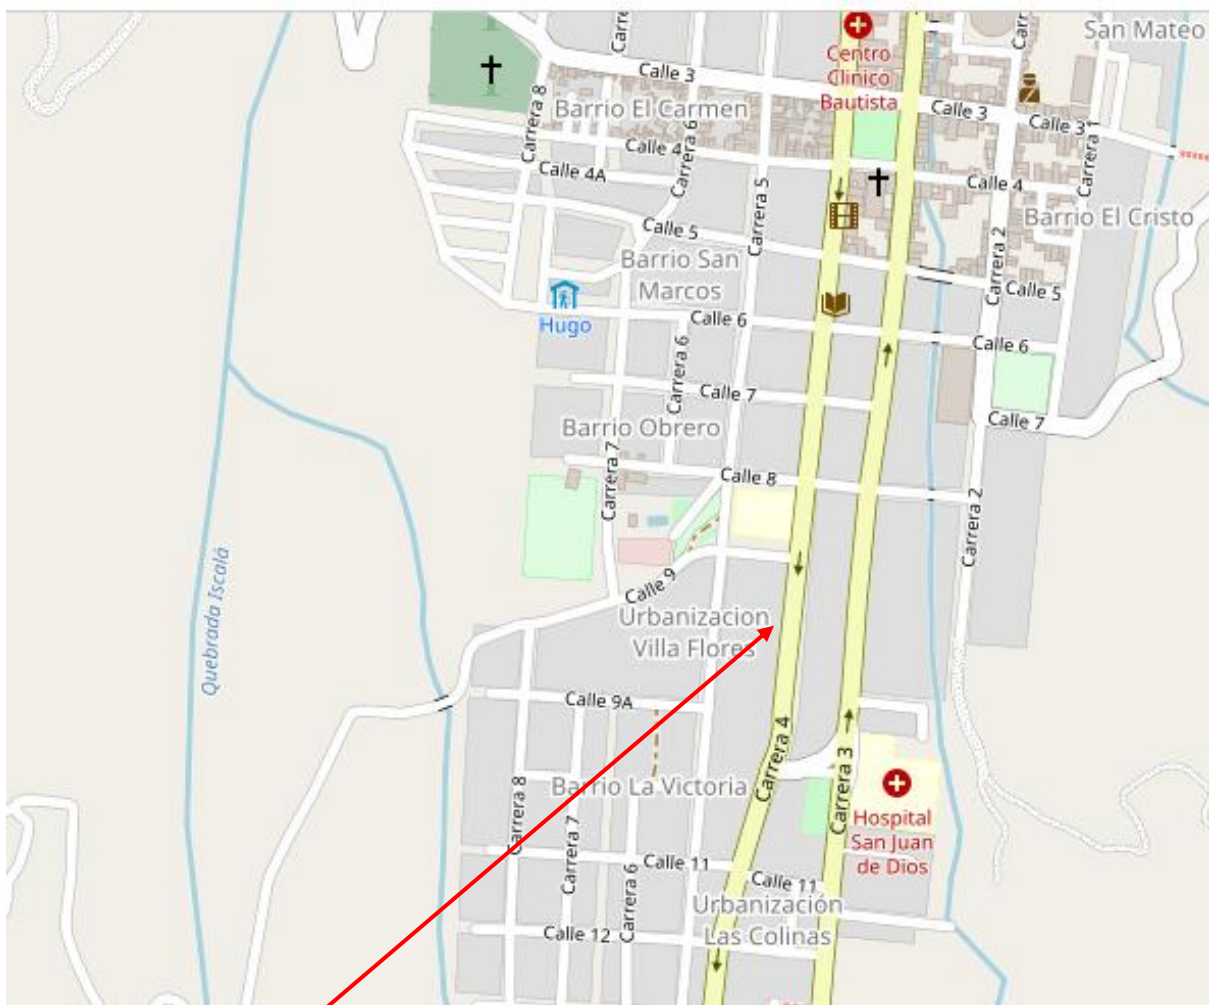 San Mateo
Centro
Clínico
Bautista
Carre
Carr
Calle 3
Calle 3
Calle 3
Barrio El Carmen
Carrera 8
Carrera 6
Carrera 1
Calle 4
Calle 4A
Calle 4
Carrera 5
Barrio El Cristo
Calle 5
Carrera 2
Barrio San
Marcos
Calle 5
Hugo
Calle 6
Calle 6
Carrera 6
Calle 7
Calle 7
Barrio Obrero
Carrera 7
Calle 8
Carrera 2
Quebrada Iscalá
Calle 9
Urbanizacion
Villa Flores
Calle 9A
Carrera 4
Barrio La Victoria
Carrera 3
Carrera 8
Carrera 7
Hospital
San Juan
de Dios
Calle 11
Carrera 6
Calle 11
Urbanización
Las Colinas
Calle 12